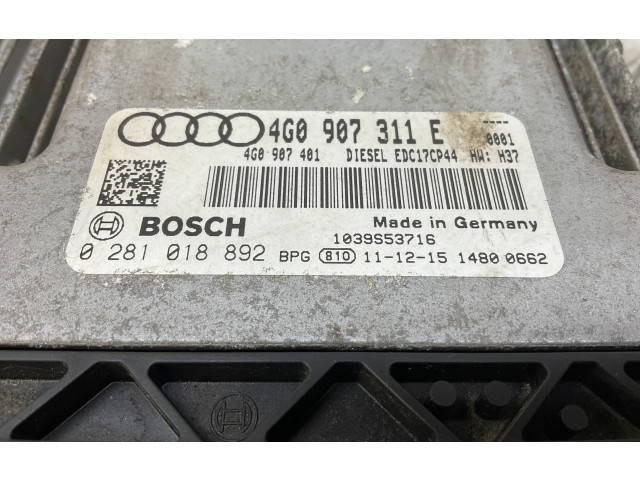 4G0 907 311 E
----
0001
4G0 907 401 DIESEL EDC17CP44 HW: H37
BOSCH
Made in Germany
1039S53716
0 281 018 892 BPG 810 11-12-15 1480 0662